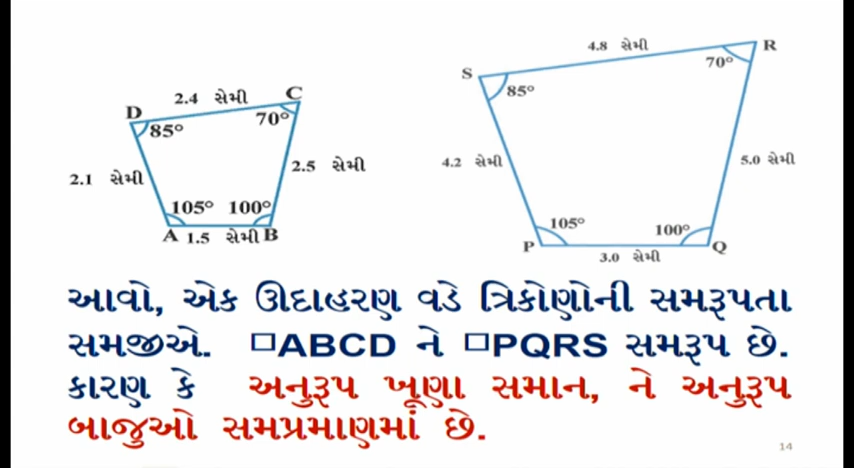 2.4 સેમી
D
C
85°
70°
2.1 સેમી
2.5 સેમી
105°
100°
A
1.5 સેમી
B
4.8 સેમી
S
R
85°
70°
4.2 સેમી
5.0 સેમી
105°
100°
P
Q
3.0 સેમી
આવો, એક ઊદાહરણ વડે ત્રિકોણોની સમરૂપતા
સમજીએ. □ABCD ને □PQRS સમરૂપ છે.
કારણ કે અનુરૂપ ખૂણા સમાન, ને અનુરૂપ
બાજુઓ સમપ્રમાણમાં છે.
14